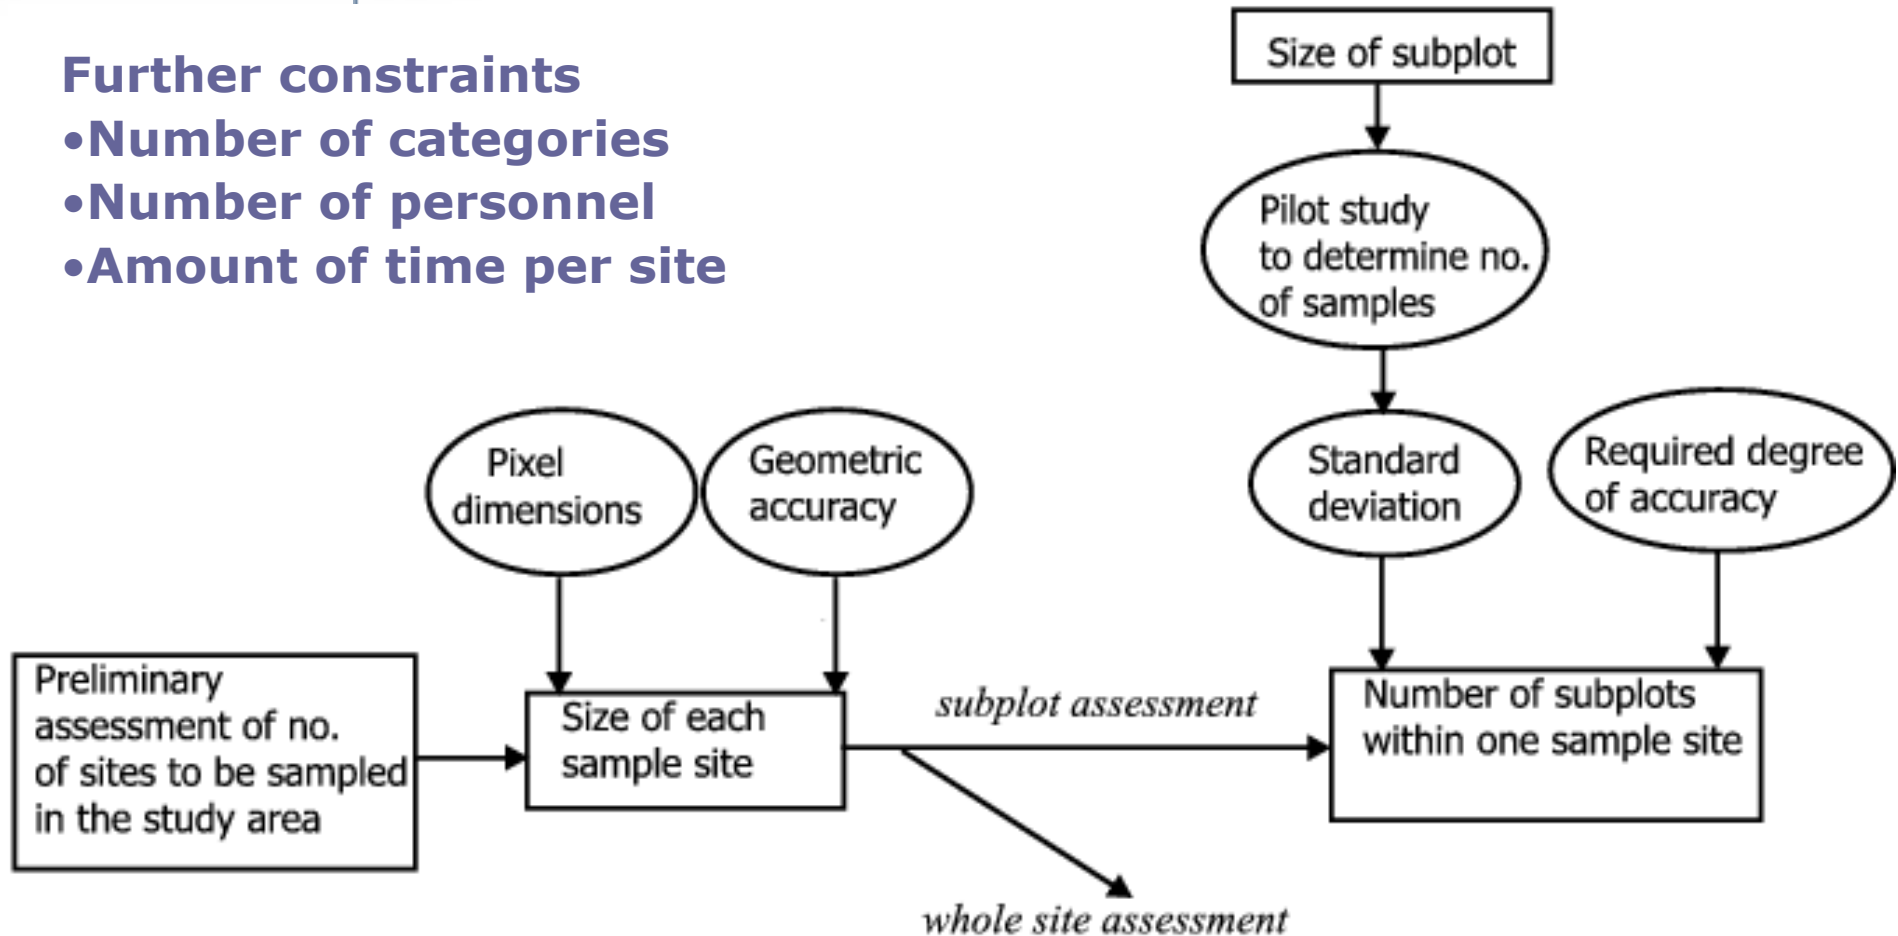 Further constraints
•Number of categories
•Number of personnel
•Amount of time per site
Size of subplot
Pilot study
to determine no.
of samples
Pixel
dimensions
Geometric
accuracy
Standard
deviation
Required degree
of accuracy
Preliminary
assessment of no.
of sites to be sampled
in the study area
Size of each
sample site
subplot assessment
Number of subplots
within one sample site
whole site assessment